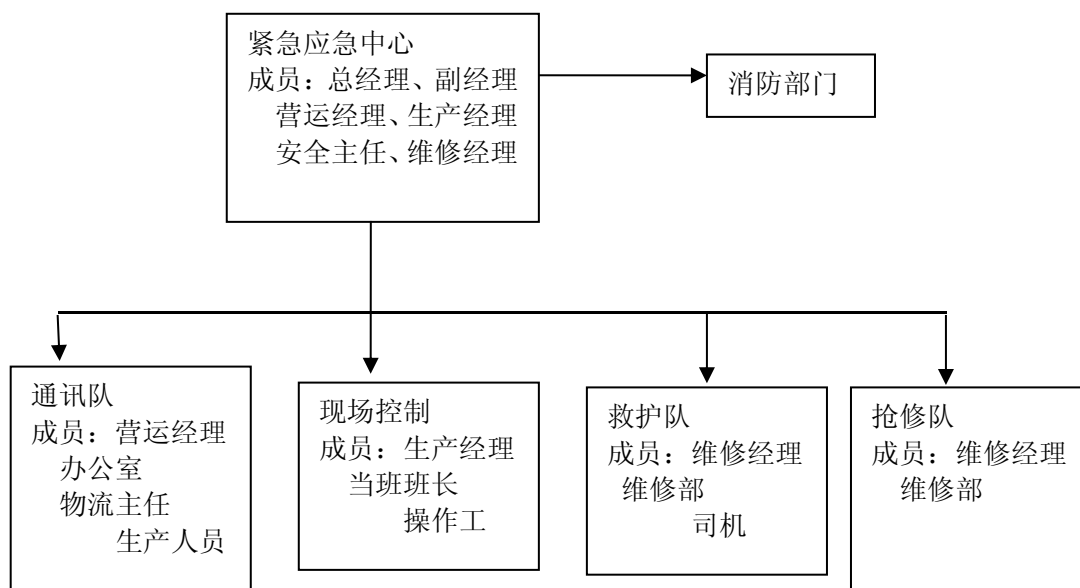 紧急应急中心
成员：总经理、副经理
营运经理、生产经理
安全主任、维修经理
消防部门
通讯队
成员：营运经理
办公室
物流主任
生产人员
现场控制
成员：生产经理
当班班长
操作工
救护队
成员：维修经理
维修部
司机
抢修队
成员：维修经理
维修部